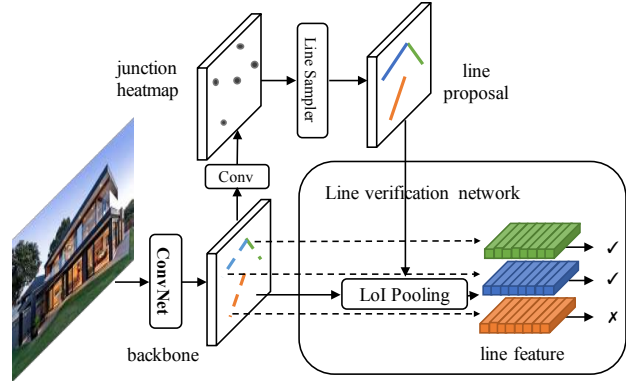 junction
heatmap
Line Sampler
line
proposal
Conv
Line verification network
ConvNet
LoI Pooling
✓
✓
✗
backbone
line feature